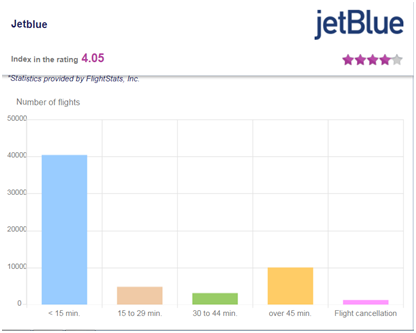 Jetblue
jetBlue
Index in the rating 4.05
*Statistics provided by FlightStats, Inc.
Number of flights
50000
40000
30000
20000
10000
0
< 15 min. 15 to 29 min. 30 to 44 min. over 45 min. Flight cancellation